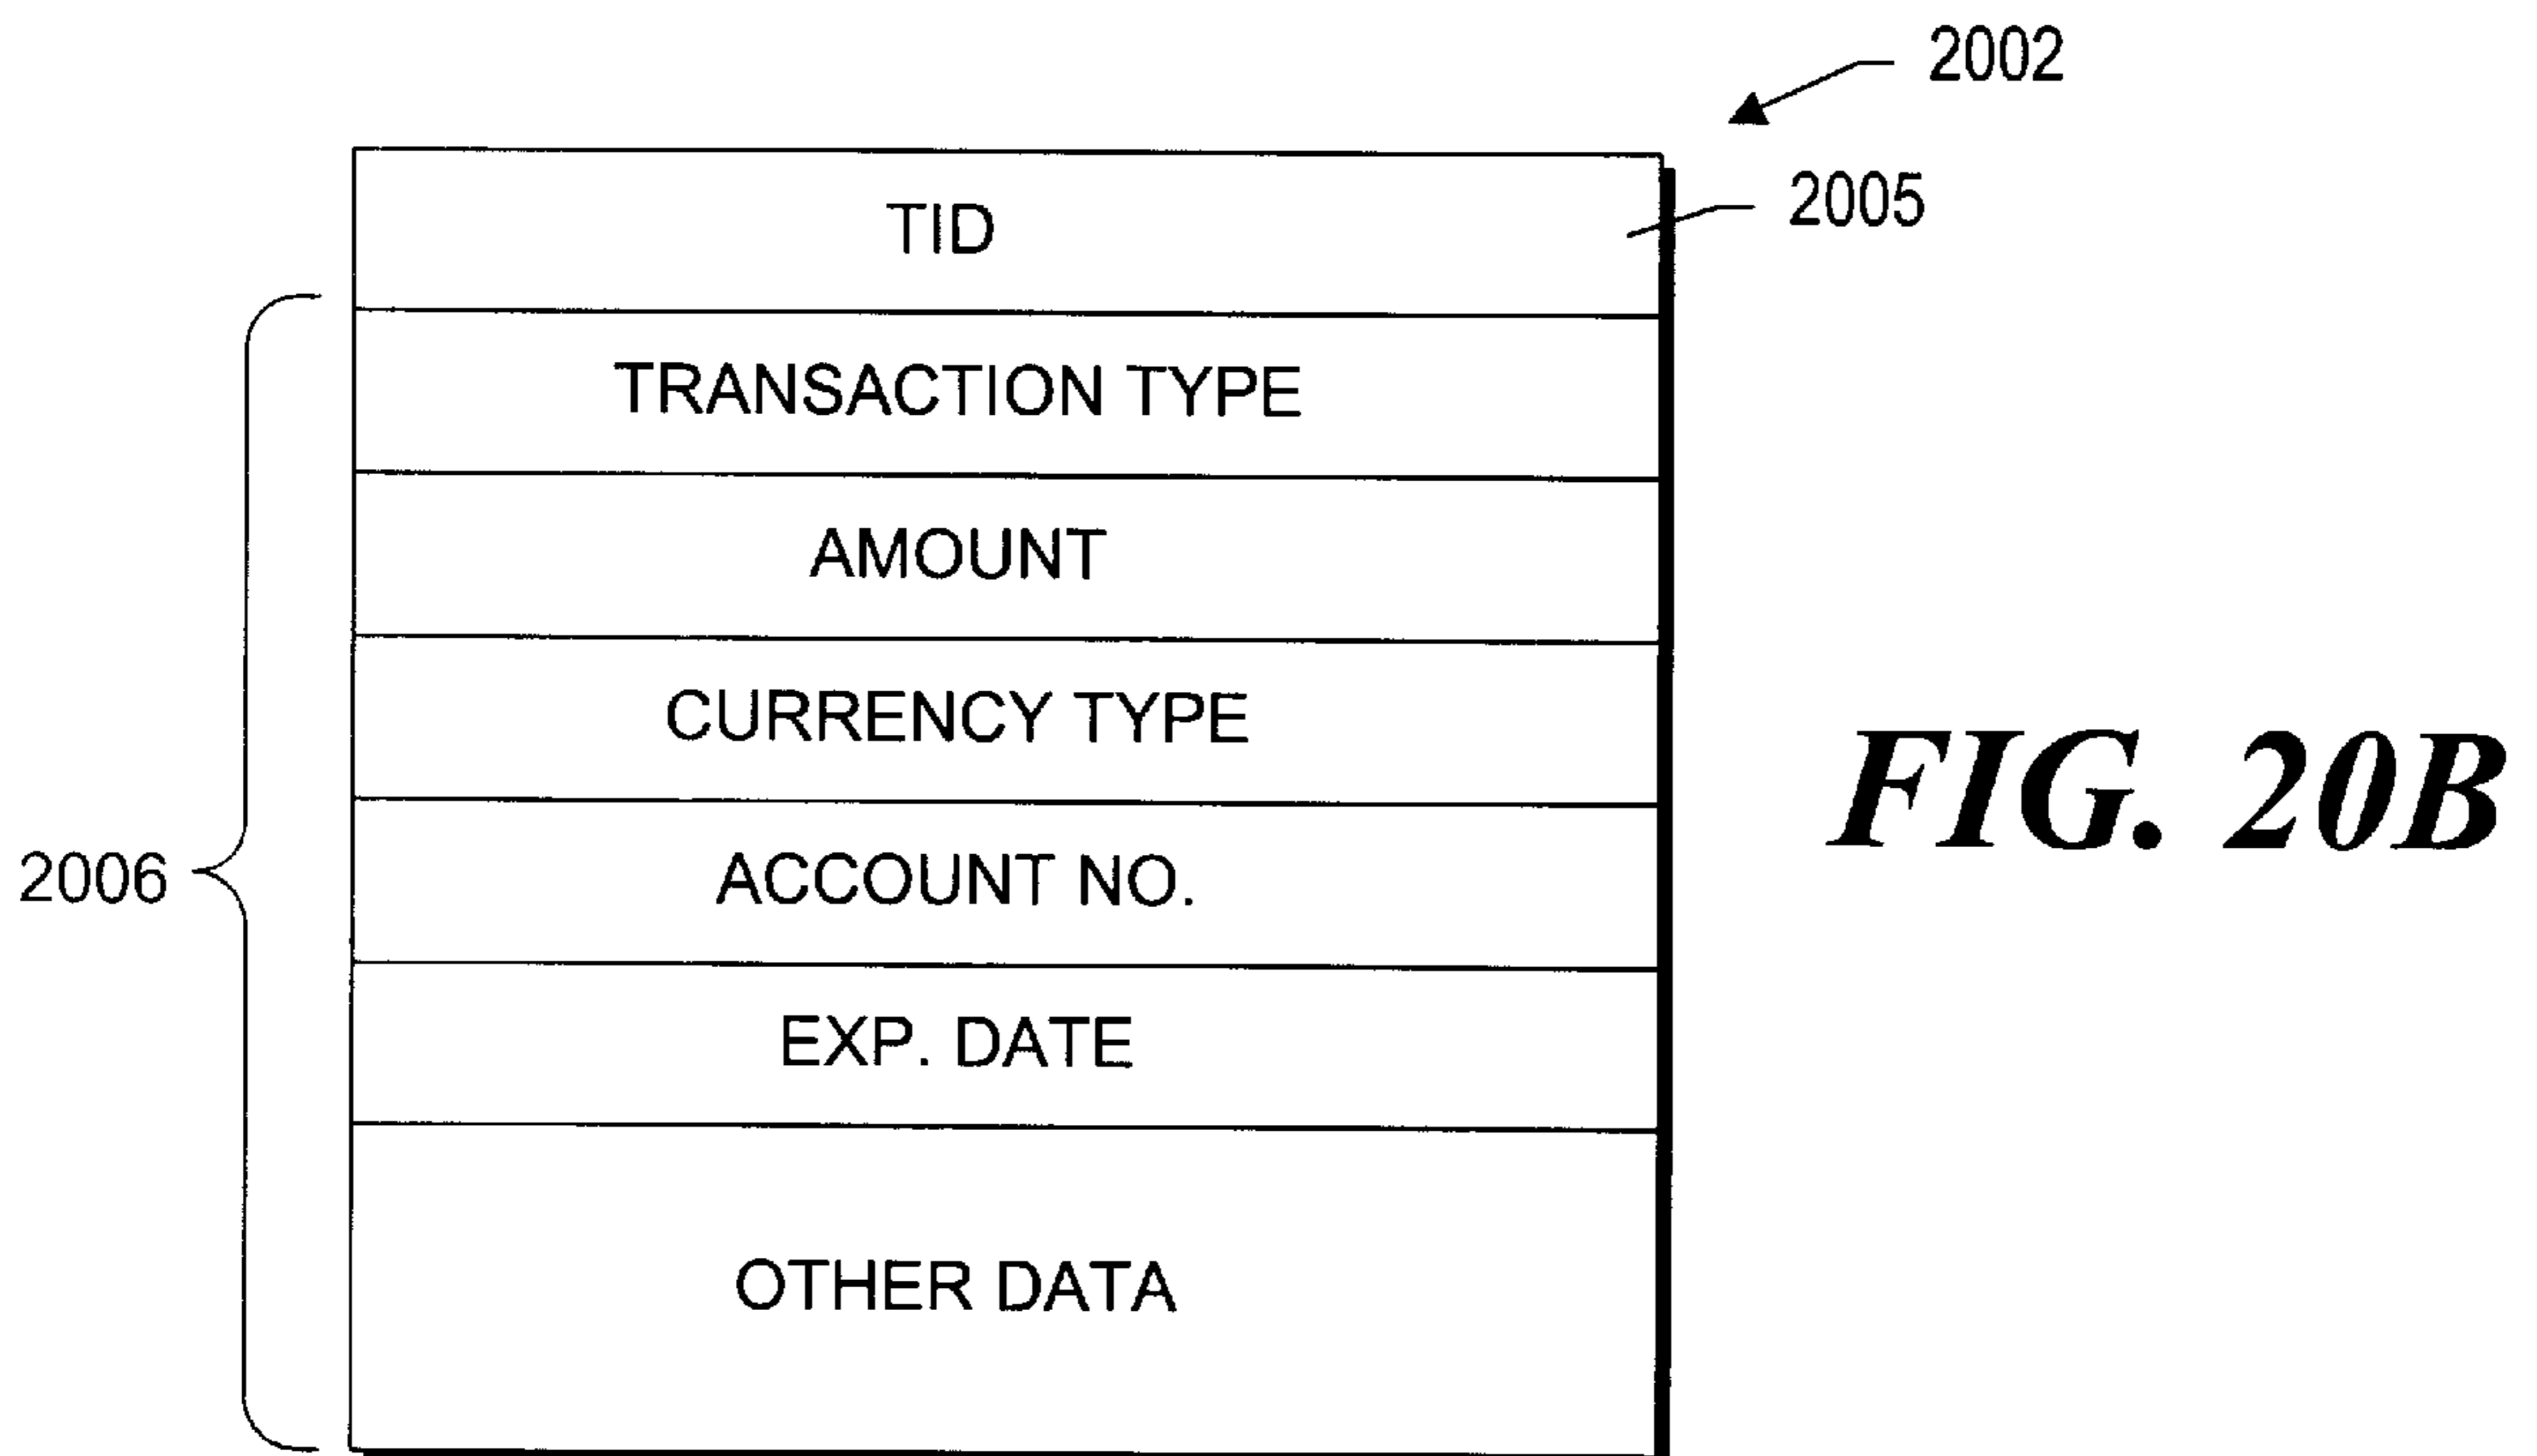 2002
TID
2005
TRANSACTION TYPE
AMOUNT
CURRENCY TYPE
FIG. 20B
ACCOUNT NO.
2006
EXP. DATE
OTHER DATA